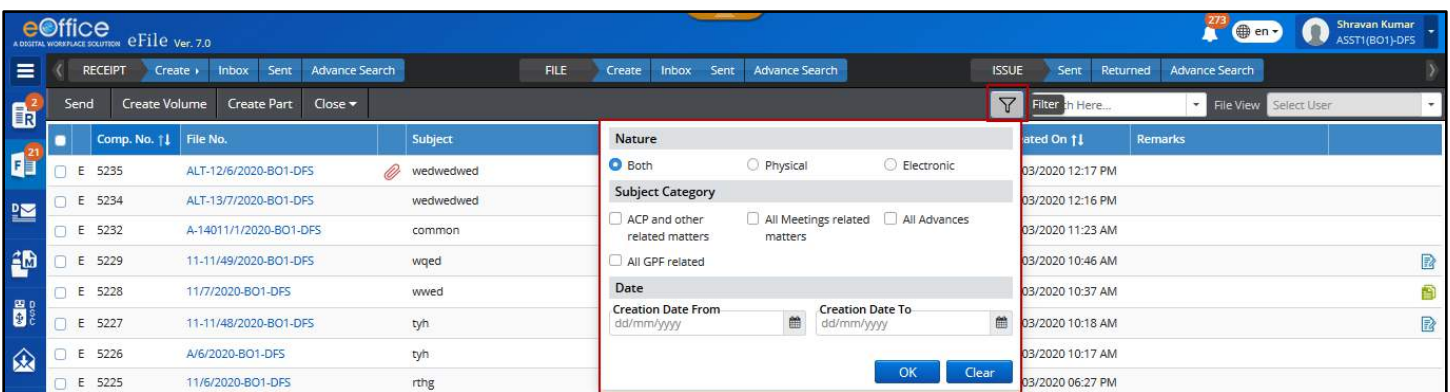 eOffice
A DIGITAL WORKPLACE SOLUTION eFile Ver. 7.0
273
en
Shravan Kumar
ASST1(BO1)-DFS
RECEIPT Create Inbox Sent Advance Search FILE Create Inbox Sent Advance Search ISSUE Sent Returned Advance Search
2
R
Send Create Volume Create Part Close Filter Here... File View Select User
Comp. No. File No. Subject Created On Remarks
21
F
Nature
Both Physical Electronic
Subject Category
ACP and other related matters
All Meetings related matters
All Advances
All GPF related
Date
Creation Date From Creation Date To
dd/mm/yyyy dd/mm/yyyy
OK Clear
E 5235 ALT-12/6/2020-BO1-DFS wedwedwed 03/2020 12:17 PM
E 5234 ALT-13/7/2020-BO1-DFS wedwedwed 03/2020 12:16 PM
D
E 5232 A-14011/1/2020-BO1-DFS common 03/2020 11:23 AM
M
E 5229 11-11/49/2020-BO1-DFS wqed 03/2020 10:46 AM
E 5228 11/7/2020-BO1-DFS wwed 03/2020 10:37 AM
DSC
E 5227 11-11/48/2020-BO1-DFS tyh 03/2020 10:18 AM
E 5226 A/6/2020-BO1-DFS tyh 03/2020 10:17 AM
E 5225 11/6/2020-BO1-DFS rthg 03/2020 06:27 PM